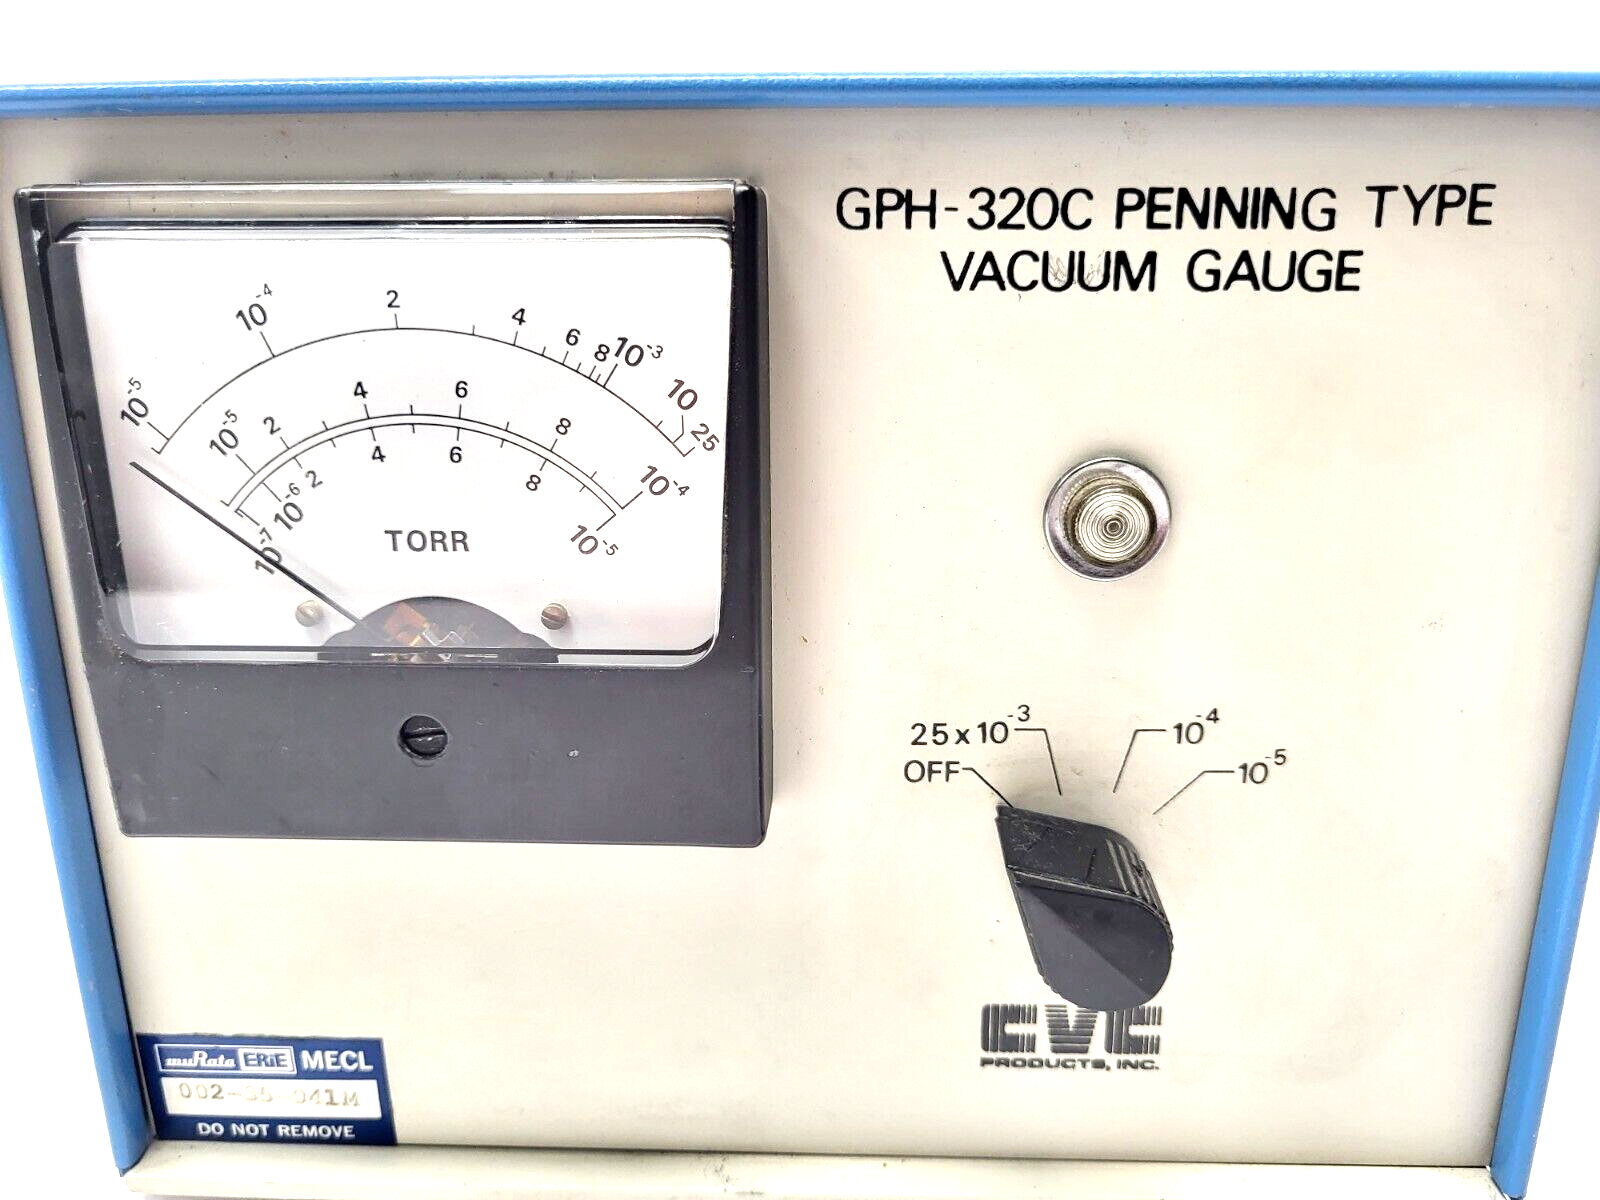 GPH-320C PENNING TYPE
VACUUM GAUGE
10⁻⁵ 10⁻⁴ 2 4 6 8 10⁻³ 10 25
10⁻⁵ 2 4 6 8 10⁻⁴
10⁻⁷ 10⁻⁶ 2 4 6 8 10⁻⁵
TORR
25x10⁻³ 10⁻⁴
OFF 10⁻⁵
CVC
PRODUCTS, INC.
muRata ERIE MECL
DO NOT REMOVE